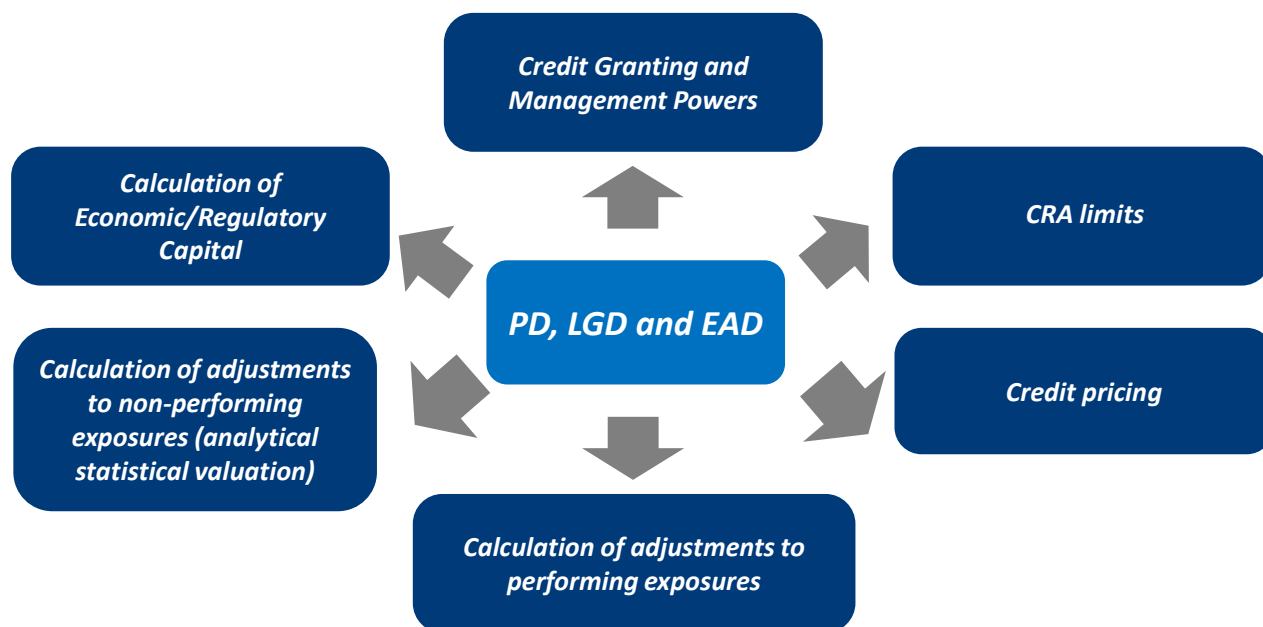 Credit Granting and
Management Powers
Calculation of
Economic/Regulatory
Capital
CRA limits
PD, LGD and EAD
Calculation of adjustments
to non-performing
exposures (analytical
statistical valuation)
Credit pricing
Calculation of adjustments to
performing exposures